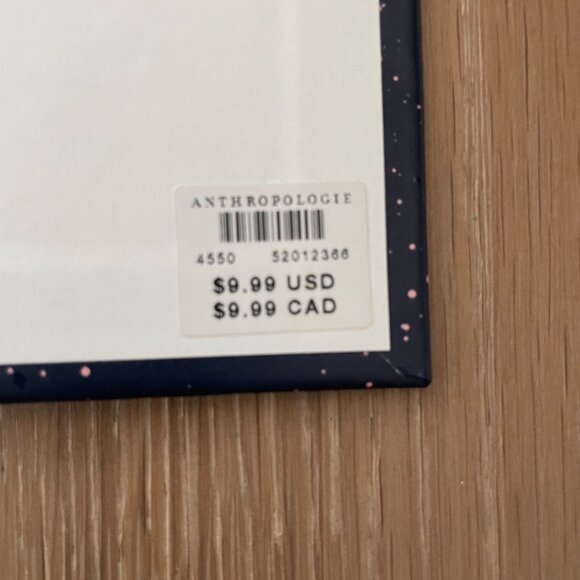 ANTHROPOLOGIE
4550 52012366
$9.99 USD
$9.99 CAD